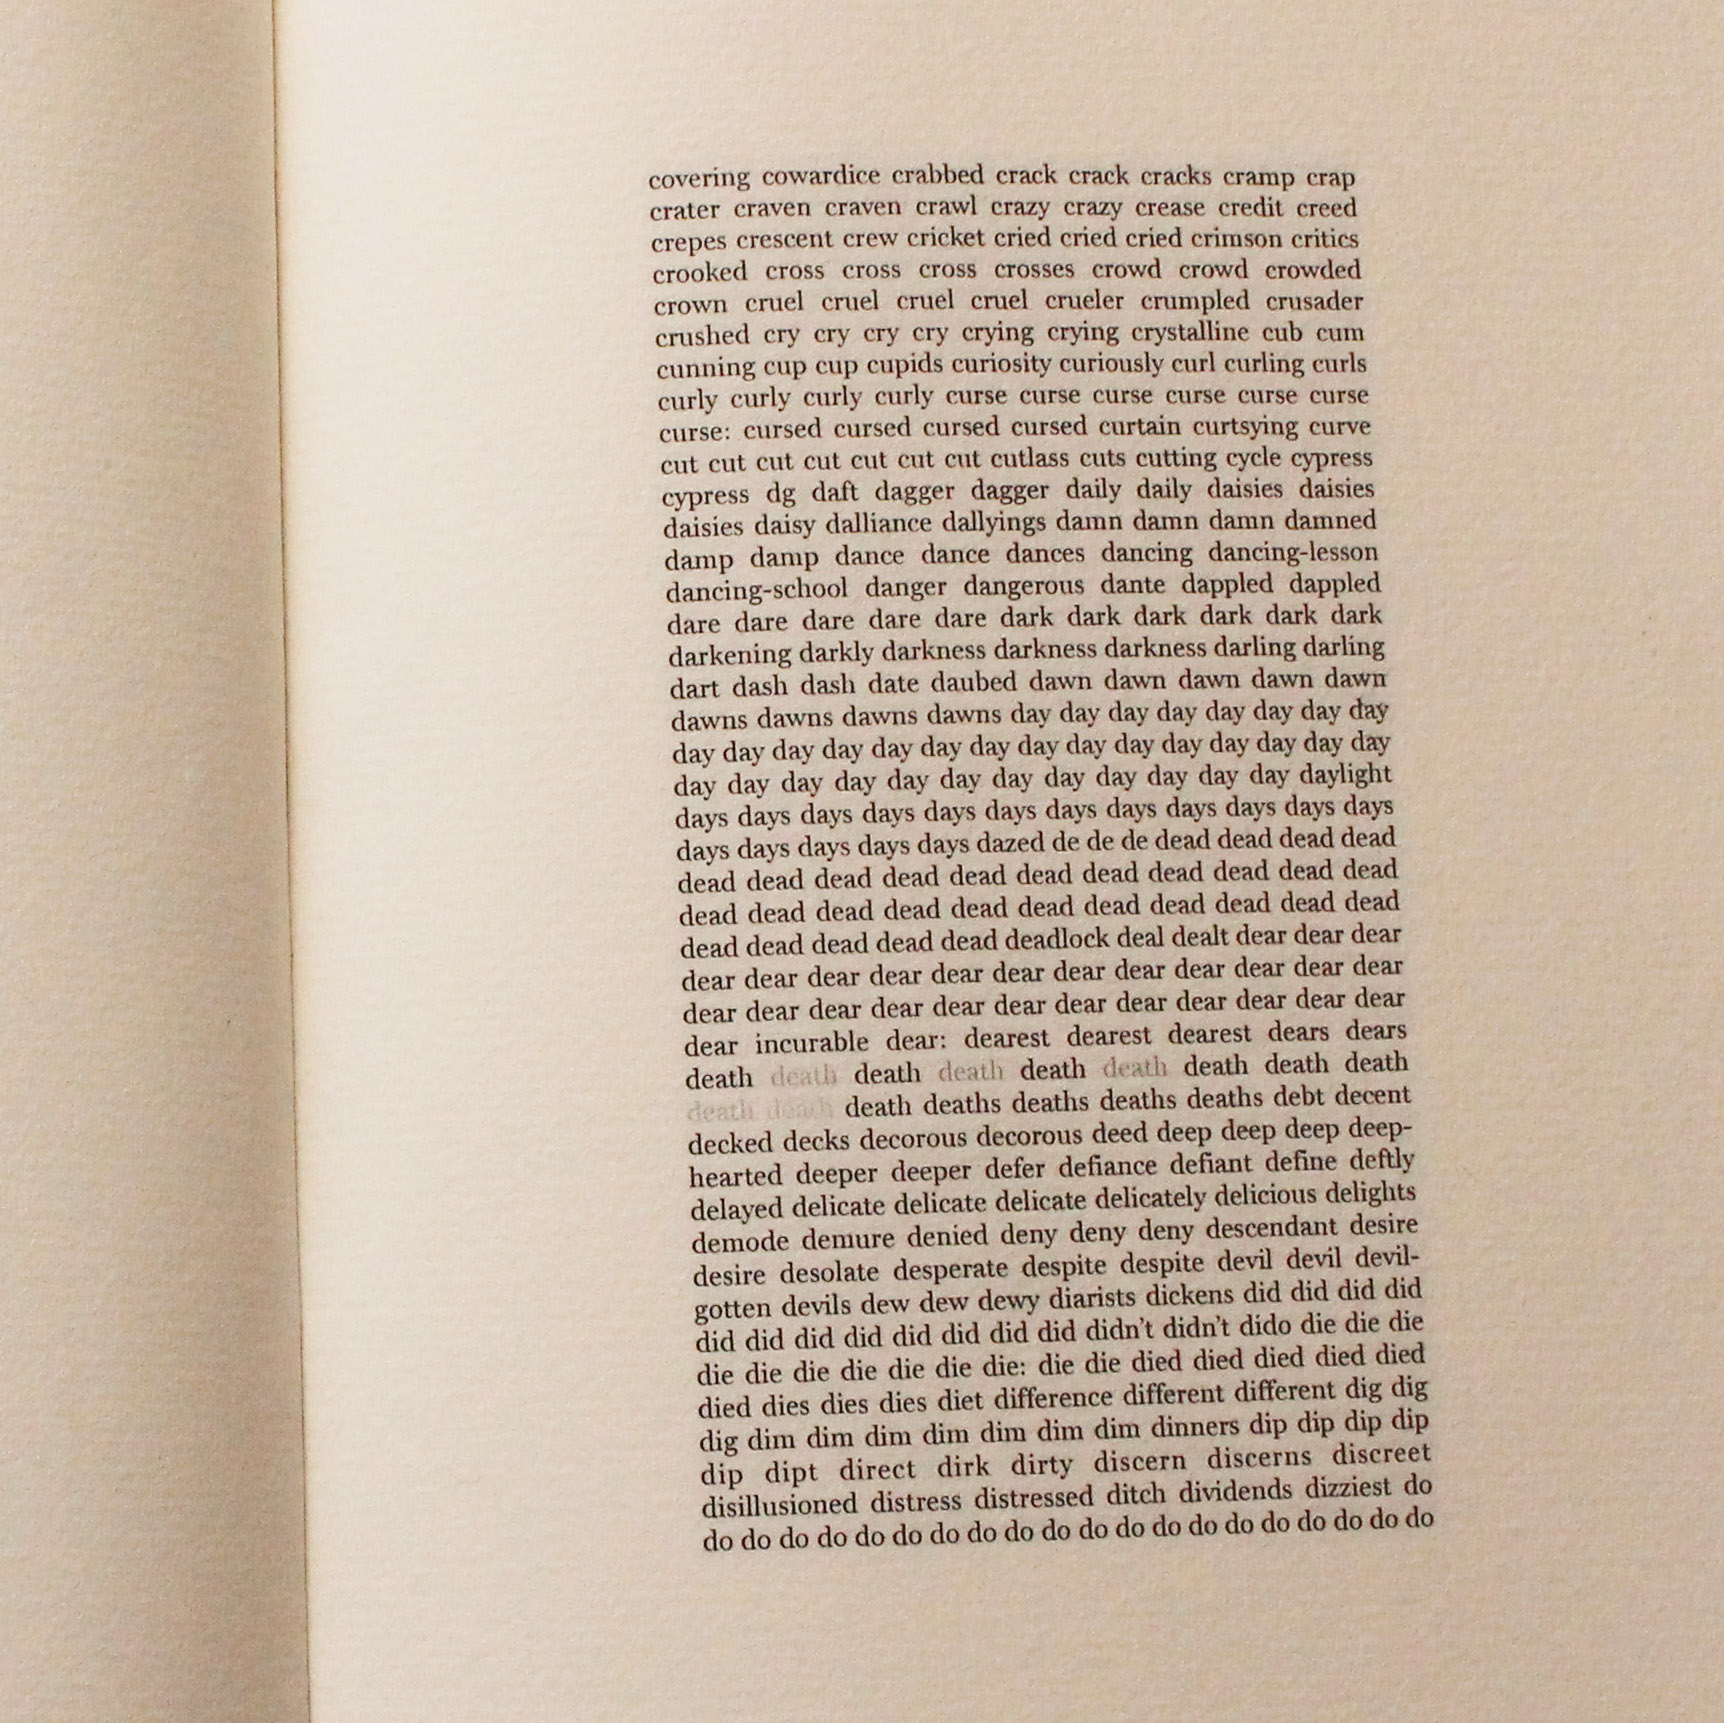 covering cowardice crabbed crack crack cracks cramp crap
crater craven craven crawl crazy crazy crease credit creed
crepes crescent crew cricket cried cried cried crimson critics
crooked cross cross cross crosses crowd crowd crowded
crown cruel cruel cruel cruel crueler crumpled crusader
crushed cry cry cry cry crying crying crystalline cub cum
cunning cup cup cupids curiosity curiously curl curling curls
curly curly curly curly curse curse curse curse curse curse
curse: cursed cursed cursed cursed curtain curtsying curve
cut cut cut cut cut cut cut cutlass cuts cutting cycle cypress
cypress dg daft dagger dagger daily daily daisies daisies
daisies daisy dalliance dallyings damn damn damn damned
damp damp dance dance dances dancing dancing-lesson
dancing-school danger dangerous dante dappled dappled
dare dare dare dare dare dark dark dark dark dark dark
darkening darkly darkness darkness darkness darling darling
dart dash dash date daubed dawn dawn dawn dawn dawn
dawns dawns dawns dawns day day day day day day day day
day day day day day day day day day day day day day day day
day day day day day day day day day day day day daylight
days days days days days days days days days days days days
days days days days days dazed de de de dead dead dead dead
dead dead dead dead dead dead dead dead dead dead dead
dead dead dead dead dead dead dead dead dead dead dead
dead dead dead dead dead deadlock deal dealt dear dear dear
dear dear dear dear dear dear dear dear dear dear dear dear
dear dear dear dear dear dear dear dear dear dear dear dear
dear incurable dear: dearest dearest dearest dears dears
death death death death death death death death death
death death death deaths deaths deaths deaths debt decent
decked decks decorous decorous deed deep deep deep deep-
hearted deeper deeper defer defiance defiant define deftly
delayed delicate delicate delicate delicately delicious delights
demode demure denied deny deny deny descendant desire
desire desolate desperate despite despite devil devil devil-
gotten devils dew dew dewy diarists dickens did did did did
did did did did did did did did didn't didn't dido die die die
die die die die die die die: die die died died died died died
died dies dies dies diet difference different different dig dig
dig dim dim dim dim dim dim dim dinners dip dip dip dip
dip dipt direct dirk dirty discern discerns discreet
disillusioned distress distressed ditch dividends dizziest do
do do do do do do do do do do do do do do do do do do do do